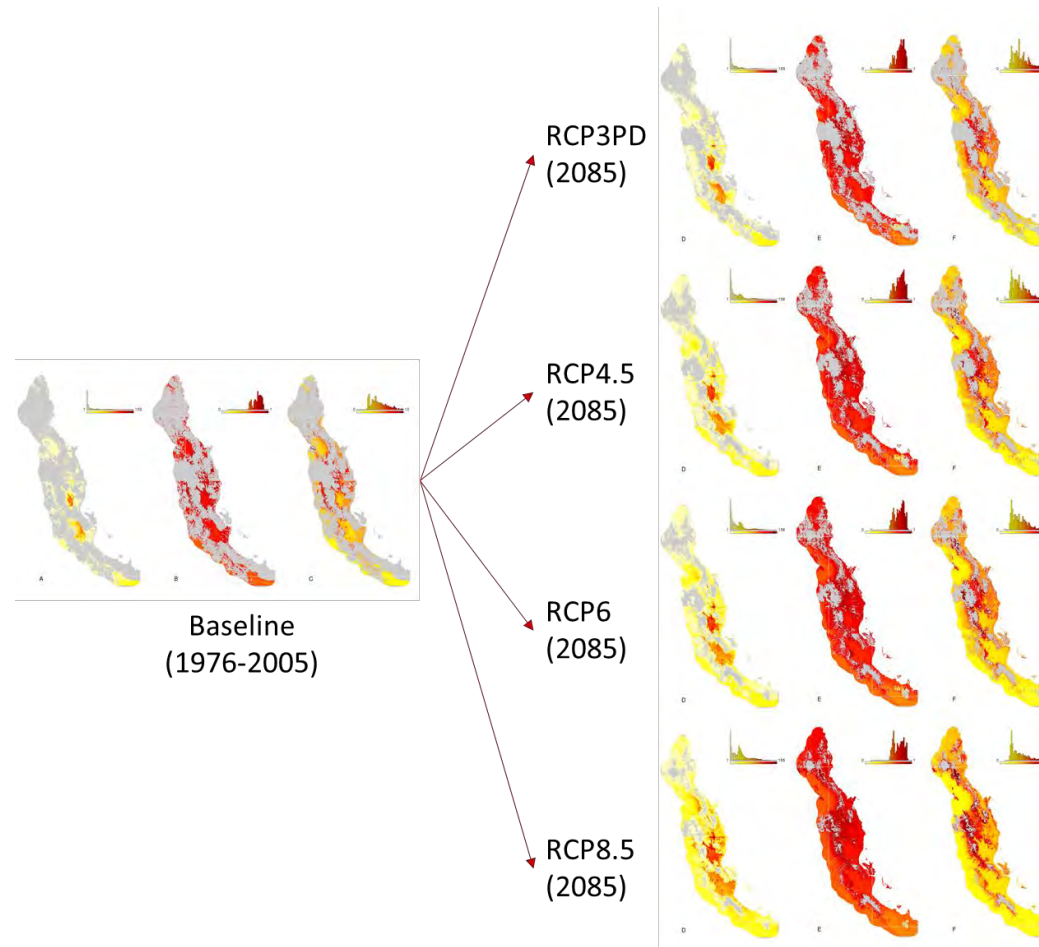 RCP3PD
(2085)
D
E
F
RCP4.5
(2085)
D
E
F
A
B
C
Baseline
(1976-2005)
RCP6
(2085)
D
E
F
RCP8.5
(2085)
D
E
F